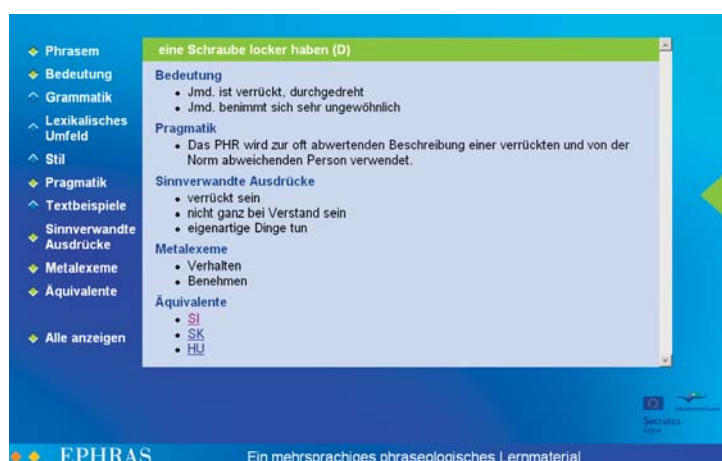 Phrasem
Bedeutung
Grammatik
Lexikalisches
Umfeld
Stil
Pragmatik
Textbeispiele
Sinnverwandte
Ausdrücke
Metalexeme
Äquivalente
Alle anzeigen
eine Schraube locker haben (D)
Bedeutung
• Jmd. ist verrückt, durchgedreht
• Jmd. benimmt sich sehr ungewöhnlich
Pragmatik
• Das PHR wird zur oft abwertenden Beschreibung einer verrückten und von der
Norm abweichenden Person verwendet.
Sinnverwandte Ausdrücke
• verrückt sein
• nicht ganz bei Verstand sein
• eigenartige Dinge tun
Metalexeme
• Verhalten
• Benehmen
Äquivalente
• SI
• SK
• HU
Socrates
EPHRAS
Ein mehrsprachiges phraseologisches Lernmaterial